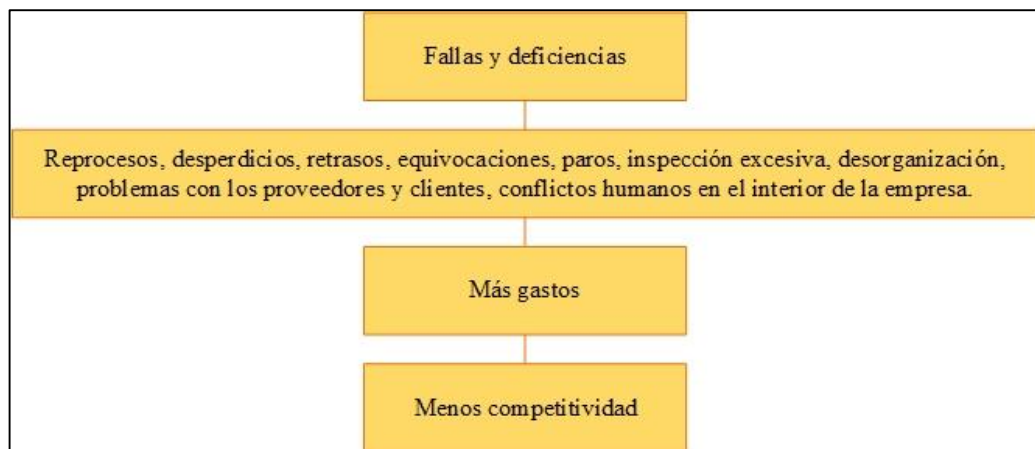 Fallas y deficiencias
Reprocesos, desperdicios, retrasos, equivocaciones, paros, inspección excesiva, desorganización,
problemas con los proveedores y clientes, conflictos humanos en el interior de la empresa.
Más gastos
Menos competitividad